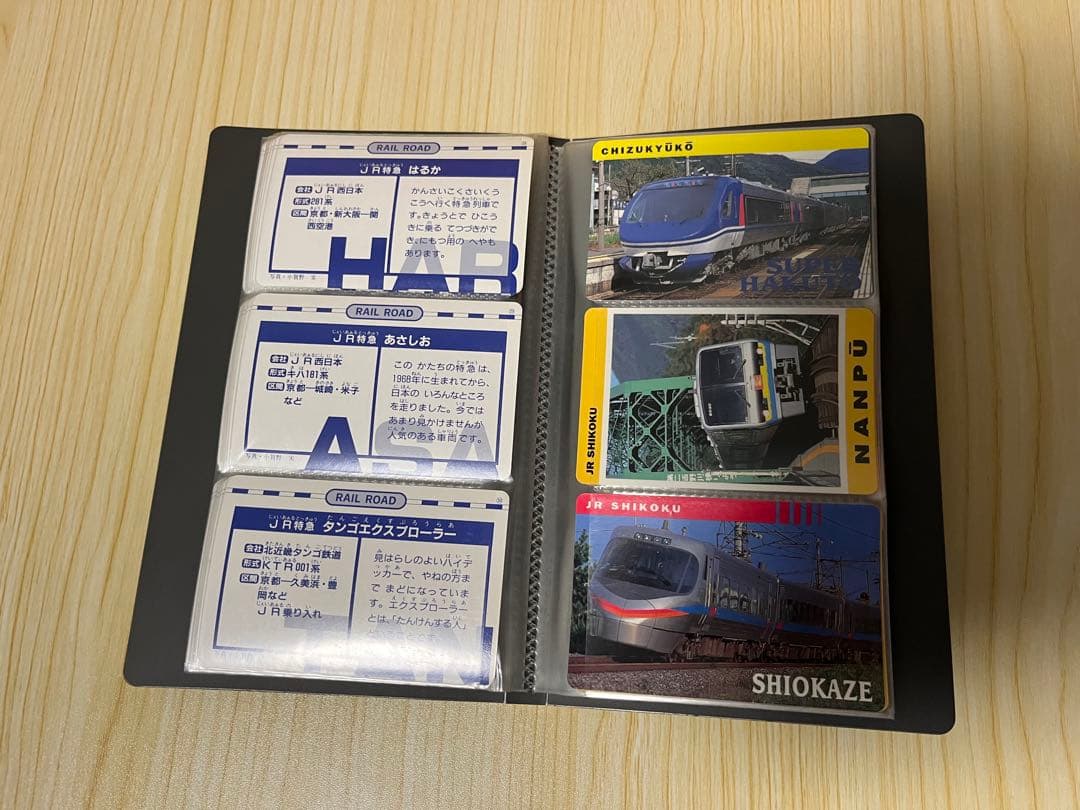 RAIL ROAD
JR特急 はるか
会社 JR西日本
形式 281系
区間 京都・新大阪ー関
西空港
かんさいこくさいくう
こうへ行く特急列車で
す。きょうとで ひこう
きに乗る てつづきがで
き、にもつ用の へやも
あります。
HAR
RAIL ROAD
JR特急 あさしお
会社 JR西日本
形式 キハ181系
区間 京都ー城崎・米子
など
この かたちの特急は、
1968年に生まれてから、
日本の いろんなところ
を走りました。今では
あまり見かけませんが
人気のある車両です。
ASA
RAIL ROAD
JR特急 タンゴエクスプローラー
会社 北近畿タンゴ鉄道
形式 KTR001系
区間 京都ー久美浜・豊
岡など
JR乗り入れ
見はらしのよいハイデ
ッカーで、やねの方ま
で まどになっていま
す。エクスプローラー
とは、「たんけんする人」
TAN
CHIZUKYŪKŌ
SUPER
HAKUTO
JR SHIKOKU
NANPŪ
JR SHIKOKU
SHIOKAZE